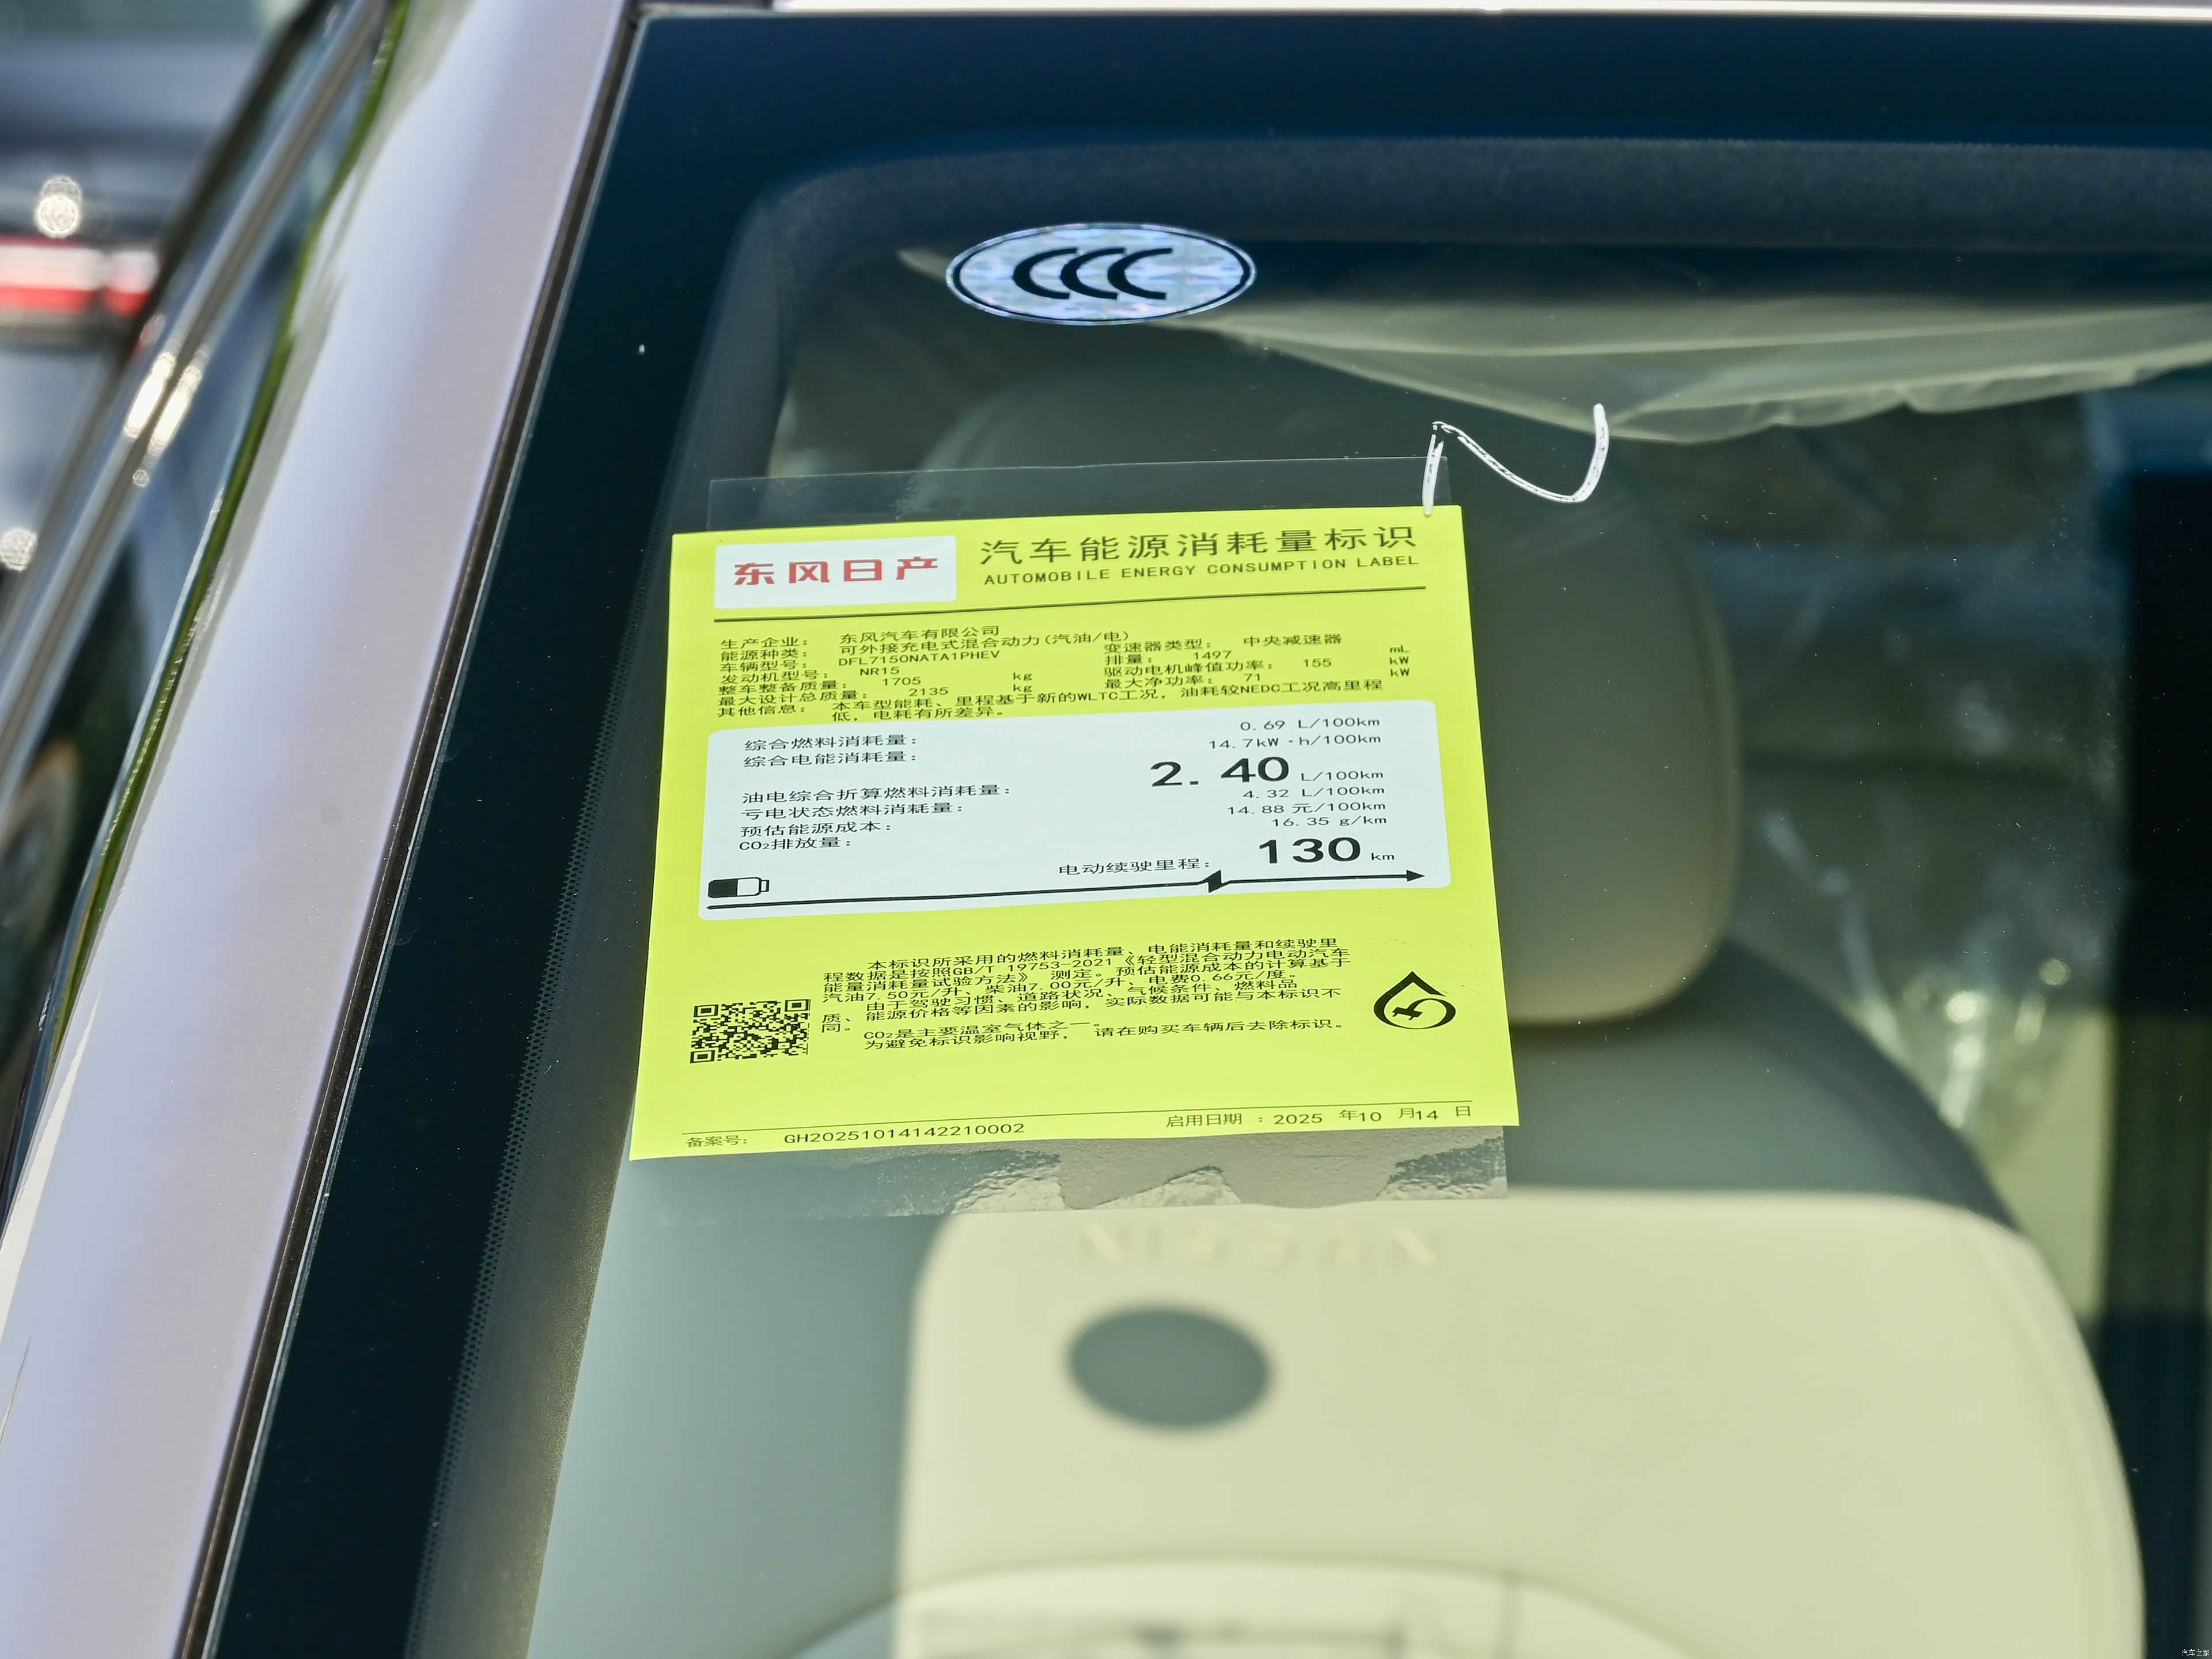 CCC
东风日产
汽车能源消耗量标识
AUTOMOBILE ENERGY CONSUMPTION LABEL
生产企业: 东风汽车有限公司
能源种类: 可外接充电式混合动力(汽油/电) 变速器类型: 中央减速器
车辆型号: DFL7150NATA1PHEV 排量: 1497 mL
发动机型号: NR15 驱动电机峰值功率: 155 kW
整车整备质量: 1705 kg 最大净功率: 71 kW
最大设计总质量: 2135 kg
其他信息: 本车型能耗、里程基于新的WLTC工况,油耗较NEDC工况高里程
低,电耗有所差异。
综合燃料消耗量: 0.69 L/100km
综合电能消耗量: 14.7kW·h/100km
油电综合折算燃料消耗量: 2.40 L/100km
亏电状态燃料消耗量: 4.32 L/100km
预估能源成本: 14.88 元/100km
CO₂排放量: 16.35 g/km
电动续驶里程: 130 km
本标识所采用的燃料消耗量、电能消耗量和续驶里
程数据是按照GB/T 19753-2021《轻型混合动力电动汽车
能量消耗量试验方法》 测定。预估能源成本的计算基于
汽油7.50元/升、柴油7.00元/升、电费0.66元/度。
由于驾驶习惯、道路状况、气候条件、燃料品
质、能源价格等因素的影响,实际数据可能与本标识不
同。
CO₂是主要温室气体之一。
为避免标识影响视野, 请在购买车辆后去除标识。
备案号: GH20251014142210002 启用日期 : 2025 年10 月14 日
NISSAN
汽车之家